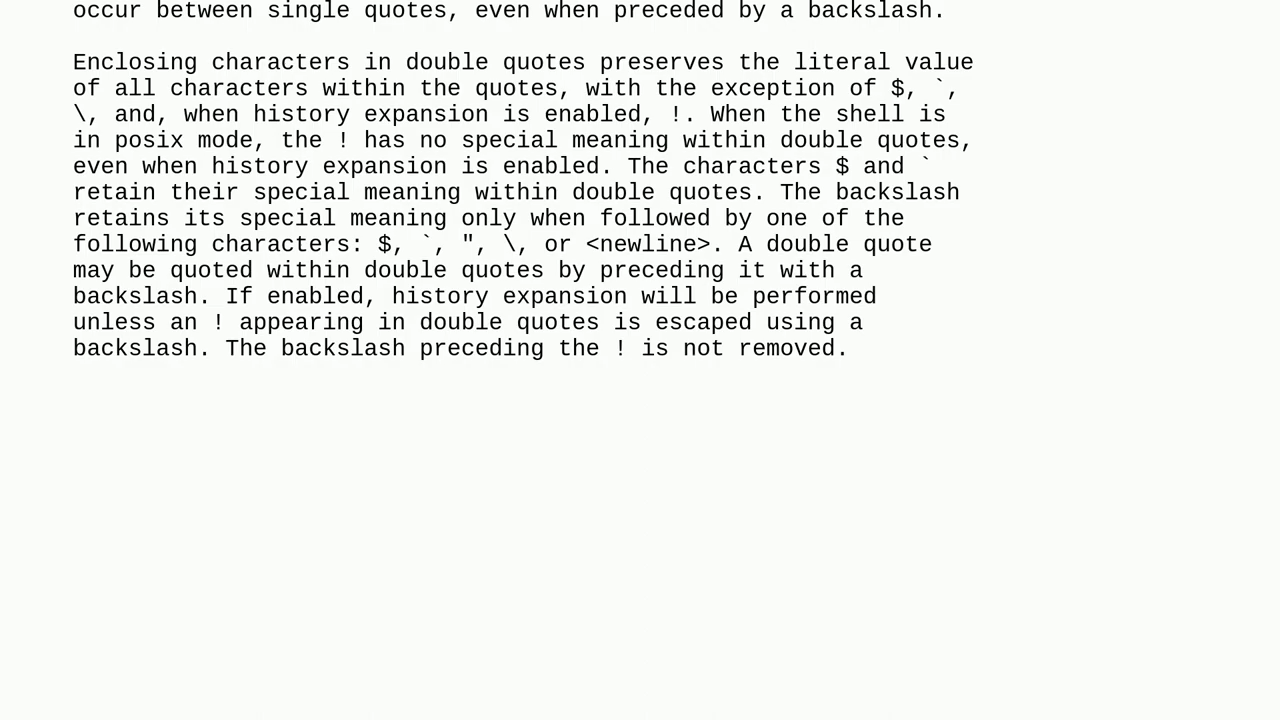 occur between single quotes, even when preceded by a backslash.
Enclosing characters in double quotes preserves the literal value
of all characters within the quotes, with the exception of $, `,
\, and, when history expansion is enabled, !. When the shell is
in posix mode, the ! has no special meaning within double quotes,
even when history expansion is enabled. The characters $ and `
retain their special meaning within double quotes. The backslash
retains its special meaning only when followed by one of the
following characters: $, `, ", \, or <newline>. A double quote
may be quoted within double quotes by preceding it with a
backslash. If enabled, history expansion will be performed
unless an ! appearing in double quotes is escaped using a
backslash. The backslash preceding the ! is not removed.